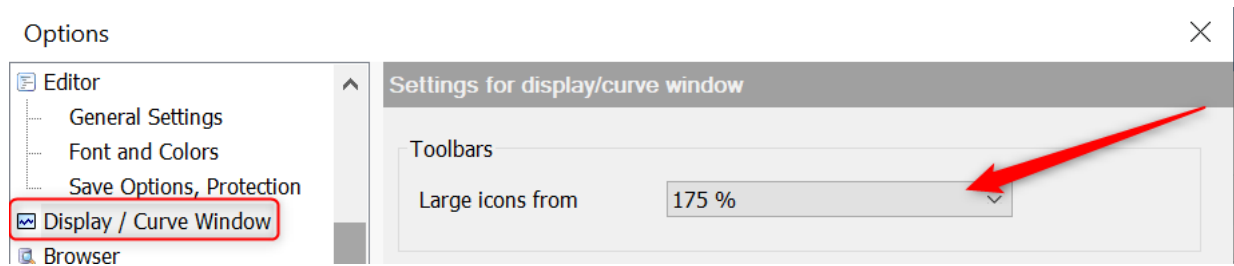 Options
Editor
General Settings
Font and Colors
Save Options, Protection
Display / Curve Window
Browser
Settings for display/curve window
Toolbars
Large icons from 175 %